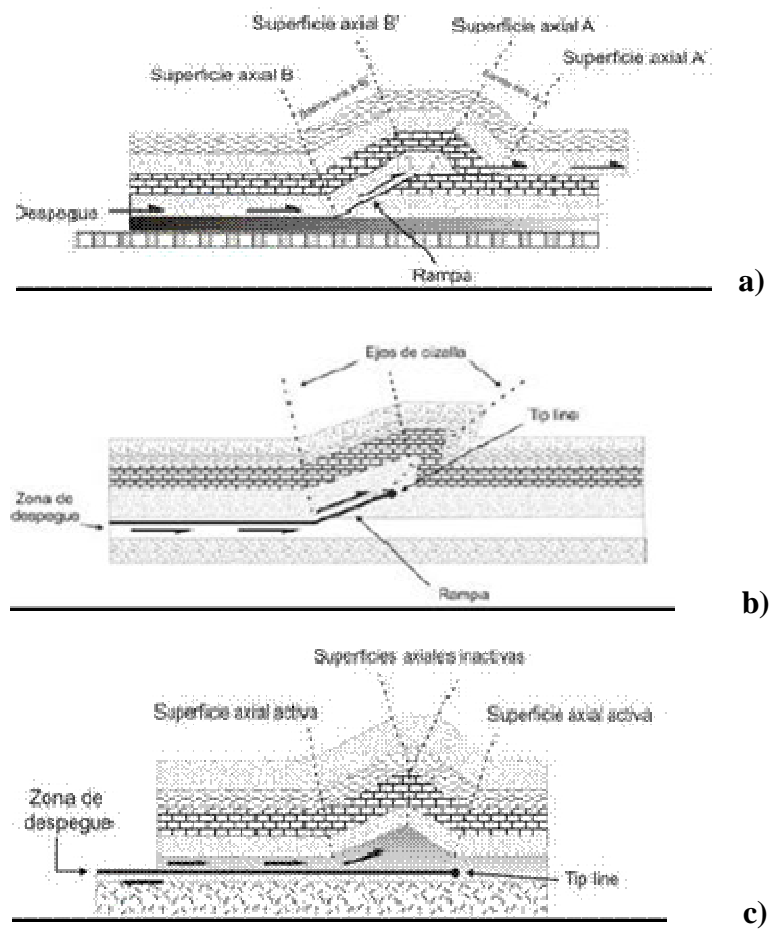 Superficie axial B'
Superficie axial A
Superficie axial A'
Superficie axial B
Despegue
Rampa
a)
Ejes de cizalla
Tip line
Zona de
despegue
Rampa
b)
Superficies axiales inactivas
Superficie axial activa
Superficie axial activa
Zona de
despegue
Tip line
c)